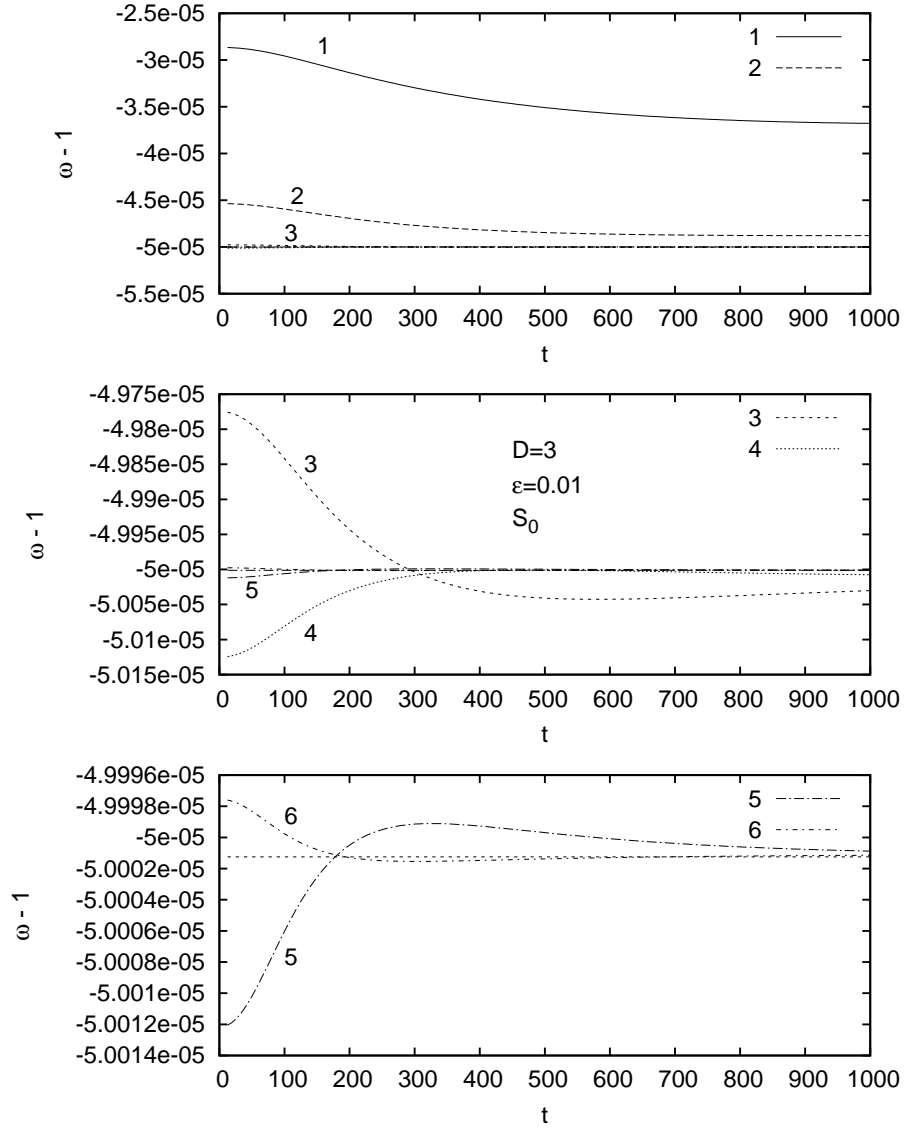 -2.5e-05
-3e-05
-3.5e-05
-4e-05
-4.5e-05
-5e-05
-5.5e-05
ω - 1
1
2
3
1
2
0 100 200 300 400 500 600 700 800 900 1000
t
-4.975e-05
-4.98e-05
-4.985e-05
-4.99e-05
-4.995e-05
-5e-05
-5.005e-05
-5.01e-05
-5.015e-05
ω - 1
3
4
3
5
4
D=3
ε=0.01
S₀
0 100 200 300 400 500 600 700 800 900 1000
t
-4.9996e-05
-4.9998e-05
-5e-05
-5.0002e-05
-5.0004e-05
-5.0006e-05
-5.0008e-05
-5.001e-05
-5.0012e-05
-5.0014e-05
ω - 1
5
6
6
5
0 100 200 300 400 500 600 700 800 900 1000
t